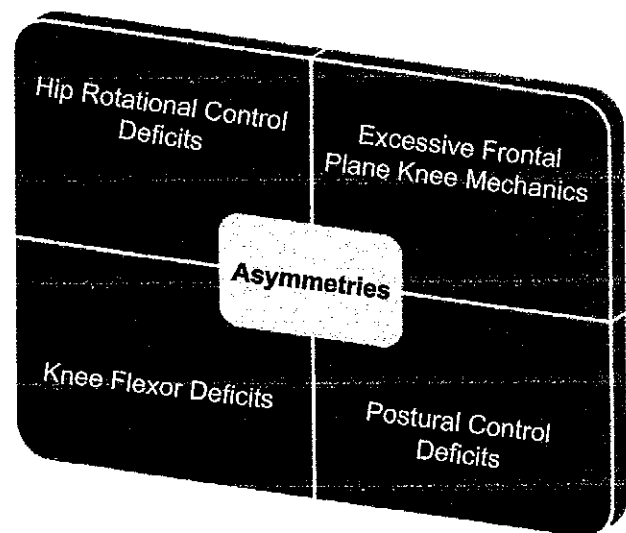 Hip Rotational Control
Deficits
Excessive Frontal
Plane Knee Mechanics
Asymmetries
Knee Flexor Deficits
Postural Control
Deficits